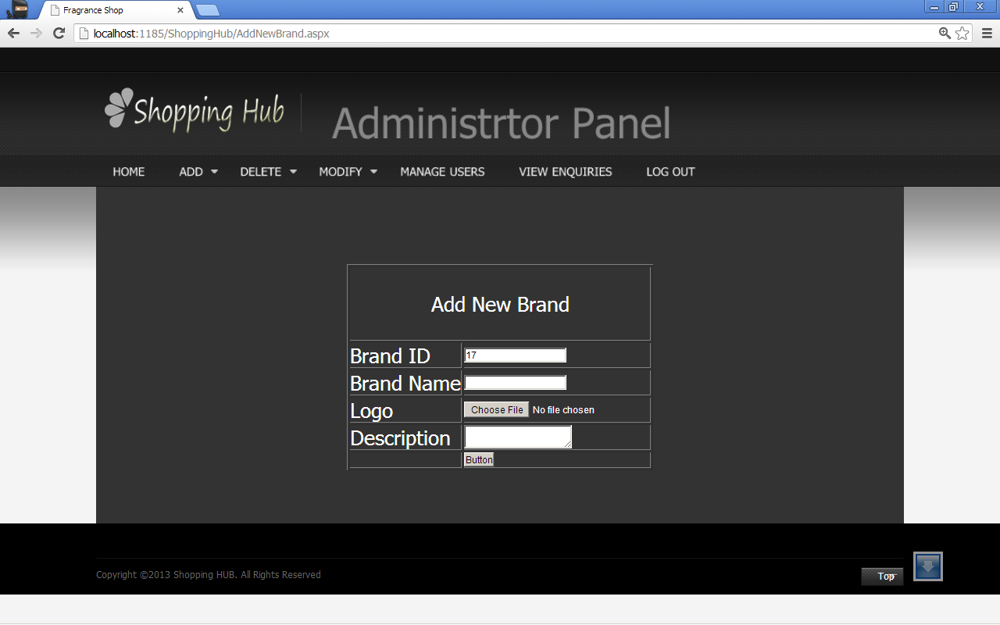 Fragrance Shop
localhost:1185/ShoppingHub/AddNewBrand.aspx
Shopping Hub
Administrtor Panel
HOME ADD DELETE MODIFY MANAGE USERS VIEW ENQUIRIES LOG OUT
Add New Brand
Brand ID 17
Brand Name
Logo Choose File No file chosen
Description
Button
Copyright ©2013 Shopping HUB. All Rights Reserved
Top